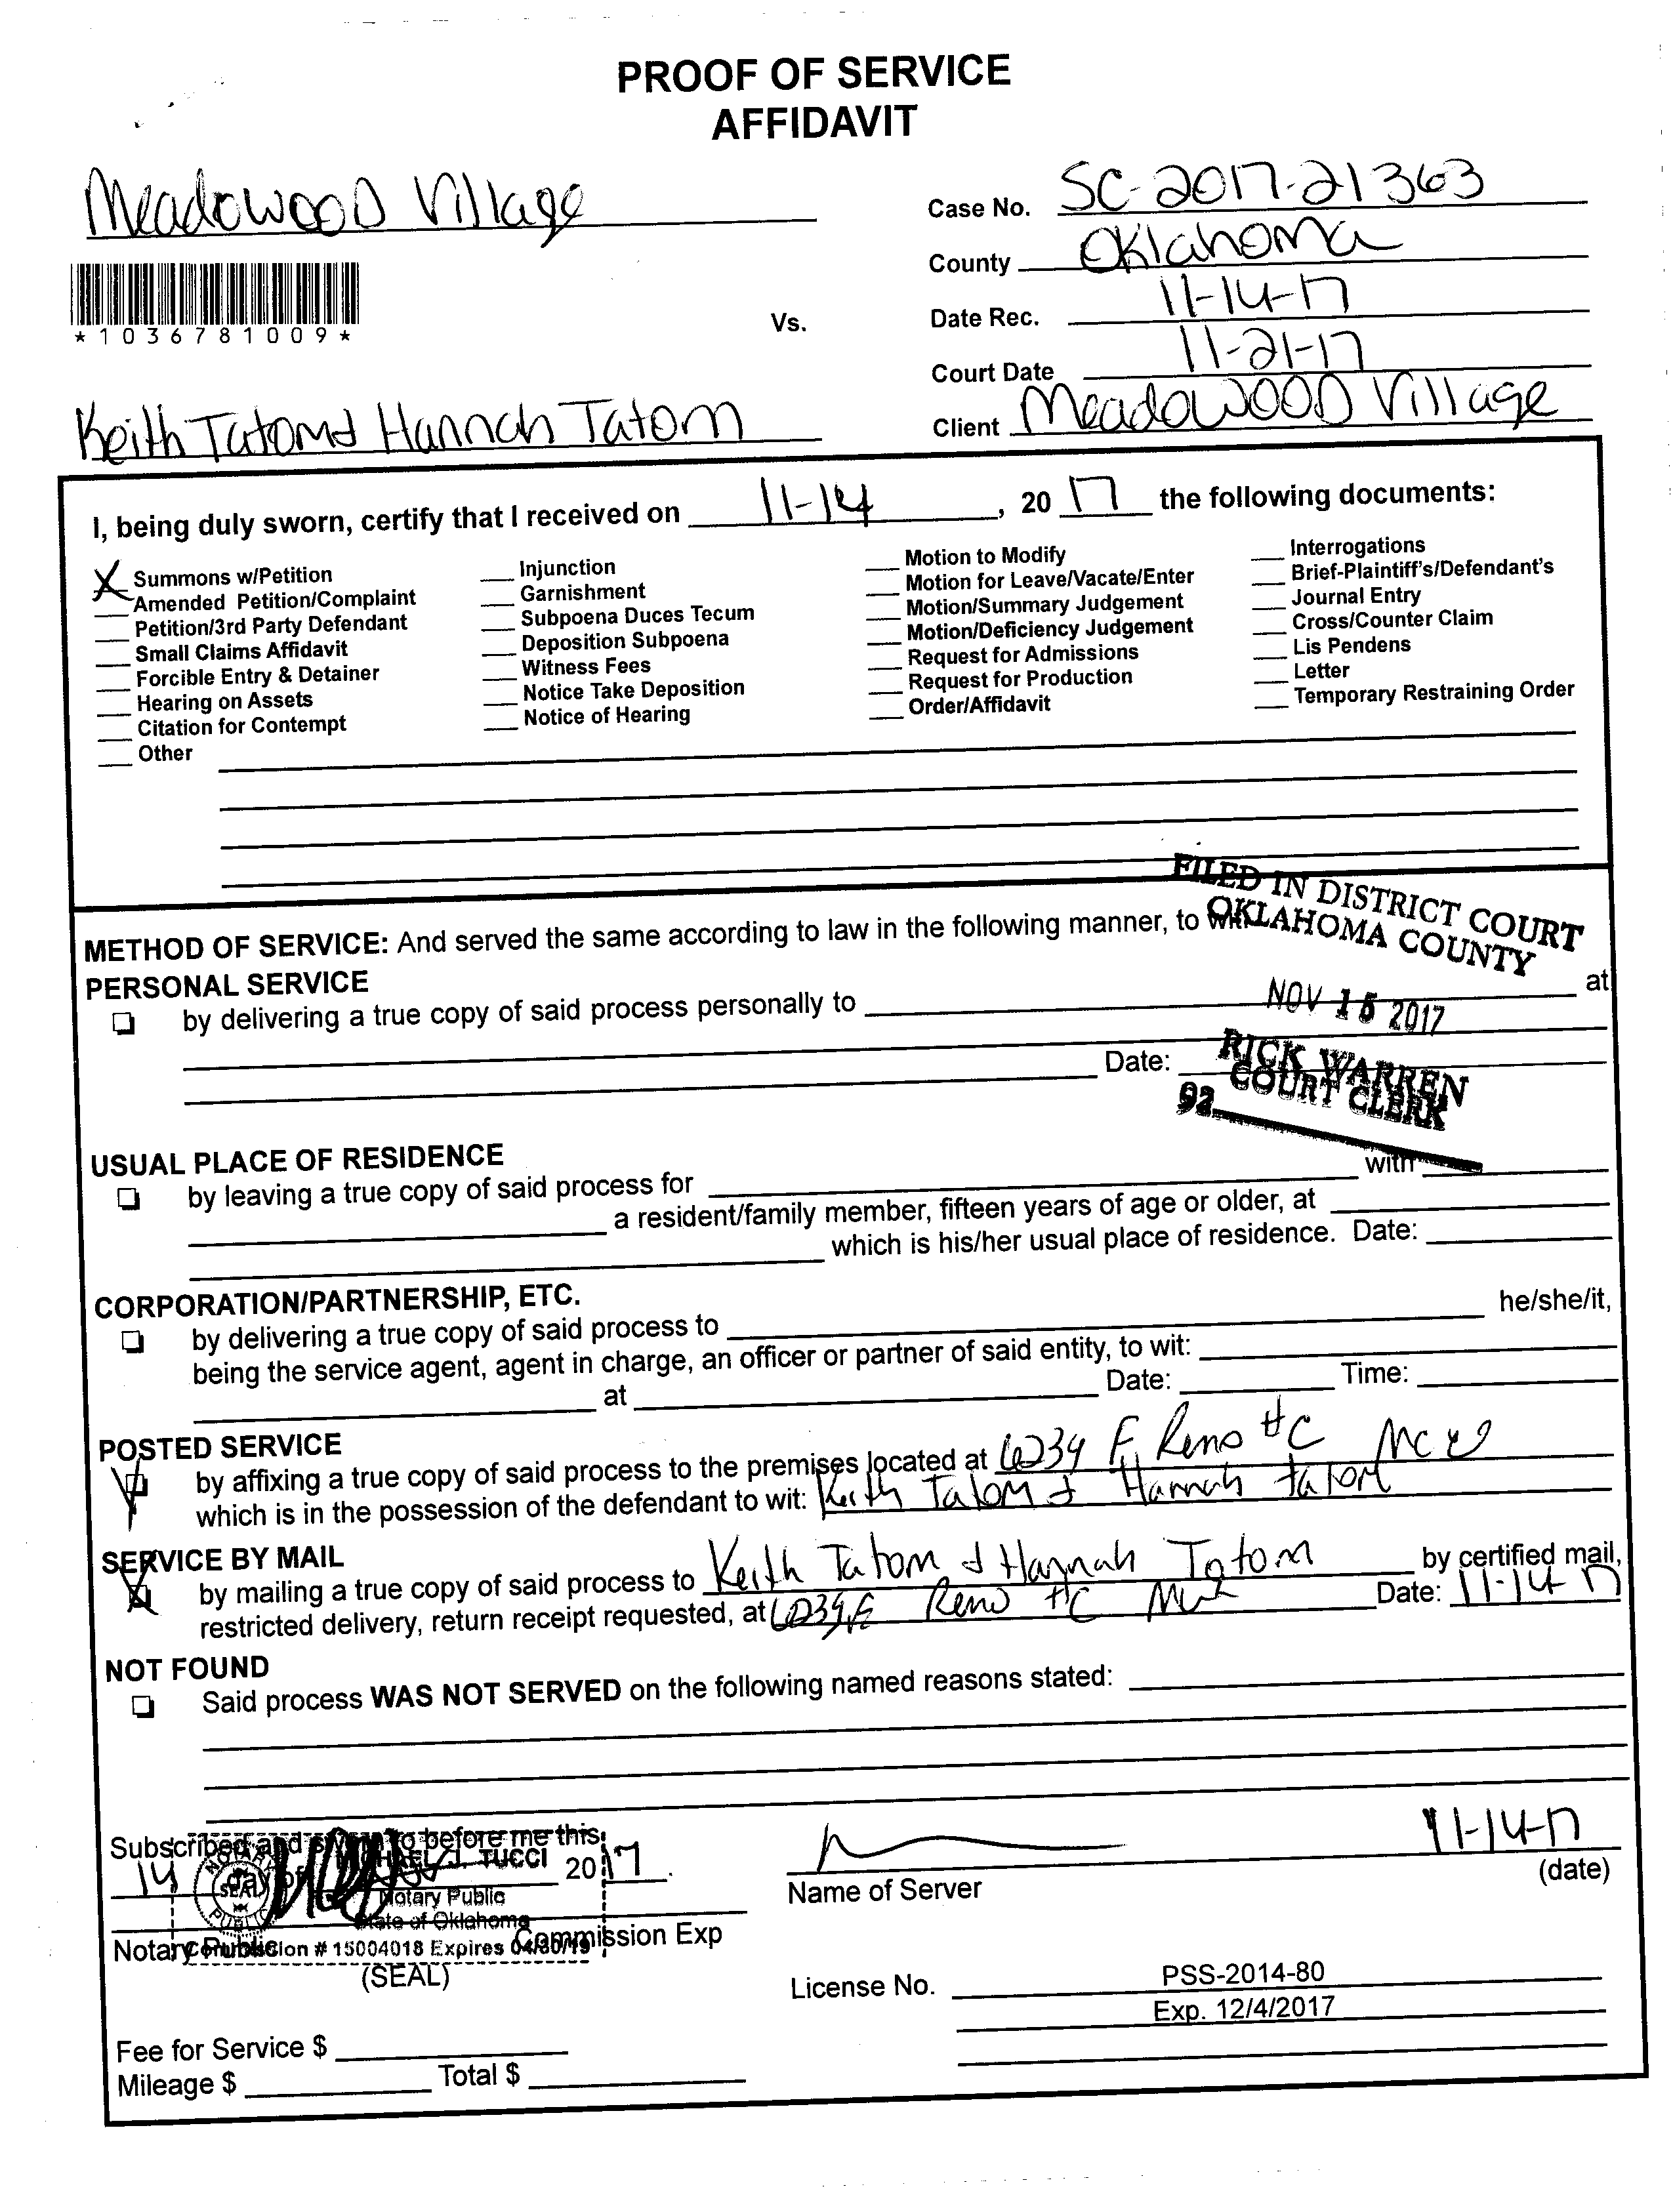 PROOF OF SERVICE
AFFIDAVIT
Meadowood Village
Case No. SC-2017-21363
County Oklahoma
*1036781009*
Vs.
Date Rec. 11-14-17
Court Date 11-21-17
Client Meadowood Village
Keith Tatom & Hannah Tatom
I, being duly sworn, certify that I received on 11-14, 20 17 the following documents:
X Summons w/Petition
Amended Petition/Complaint
Petition/3rd Party Defendant
Small Claims Affidavit
Forcible Entry & Detainer
Hearing on Assets
Citation for Contempt
Other
Injunction
Garnishment
Subpoena Duces Tecum
Deposition Subpoena
Witness Fees
Notice Take Deposition
Notice of Hearing
Motion to Modify
Motion for Leave/Vacate/Enter
Motion/Summary Judgement
Motion/Deficiency Judgement
Request for Admissions
Request for Production
Order/Affidavit
Interrogations
Brief-Plaintiff's/Defendant's
Journal Entry
Cross/Counter Claim
Lis Pendens
Letter
Temporary Restraining Order
FILED IN DISTRICT COURT
OKLAHOMA COUNTY
NOV 15 2017
RICK WARREN
COURT CLERK
92
METHOD OF SERVICE: And served the same according to law in the following manner, to wit:
PERSONAL SERVICE
by delivering a true copy of said process personally to at
Date:
USUAL PLACE OF RESIDENCE
by leaving a true copy of said process for with
a resident/family member, fifteen years of age or older, at
which is his/her usual place of residence. Date:
CORPORATION/PARTNERSHIP, ETC.
by delivering a true copy of said process to he/she/it,
being the service agent, agent in charge, an officer or partner of said entity, to wit:
at Date: Time:
POSTED SERVICE
by affixing a true copy of said process to the premises located at 6234 E Reno #C MCW
which is in the possession of the defendant to wit: Keith Tatom & Hannah Tatom
SERVICE BY MAIL
by mailing a true copy of said process to Keith Tatom & Hannah Tatom by certified mail,
restricted delivery, return receipt requested, at 6234 E Reno #C Date: 11-14-17
NOT FOUND
Said process WAS NOT SERVED on the following named reasons stated:
Subscribed and sworn to before me this
14 day of 20 17
MICHAEL J. TUCCI
Notary Public
State of Oklahoma
Commission # 15004018 Expires 04/30/19
NOTARY PUBLIC
SEAL
Notary Public Commission Exp
(SEAL)
11-14-17
Name of Server (date)
License No. PSS-2014-80
Exp. 12/4/2017
Fee for Service $
Mileage $ Total $